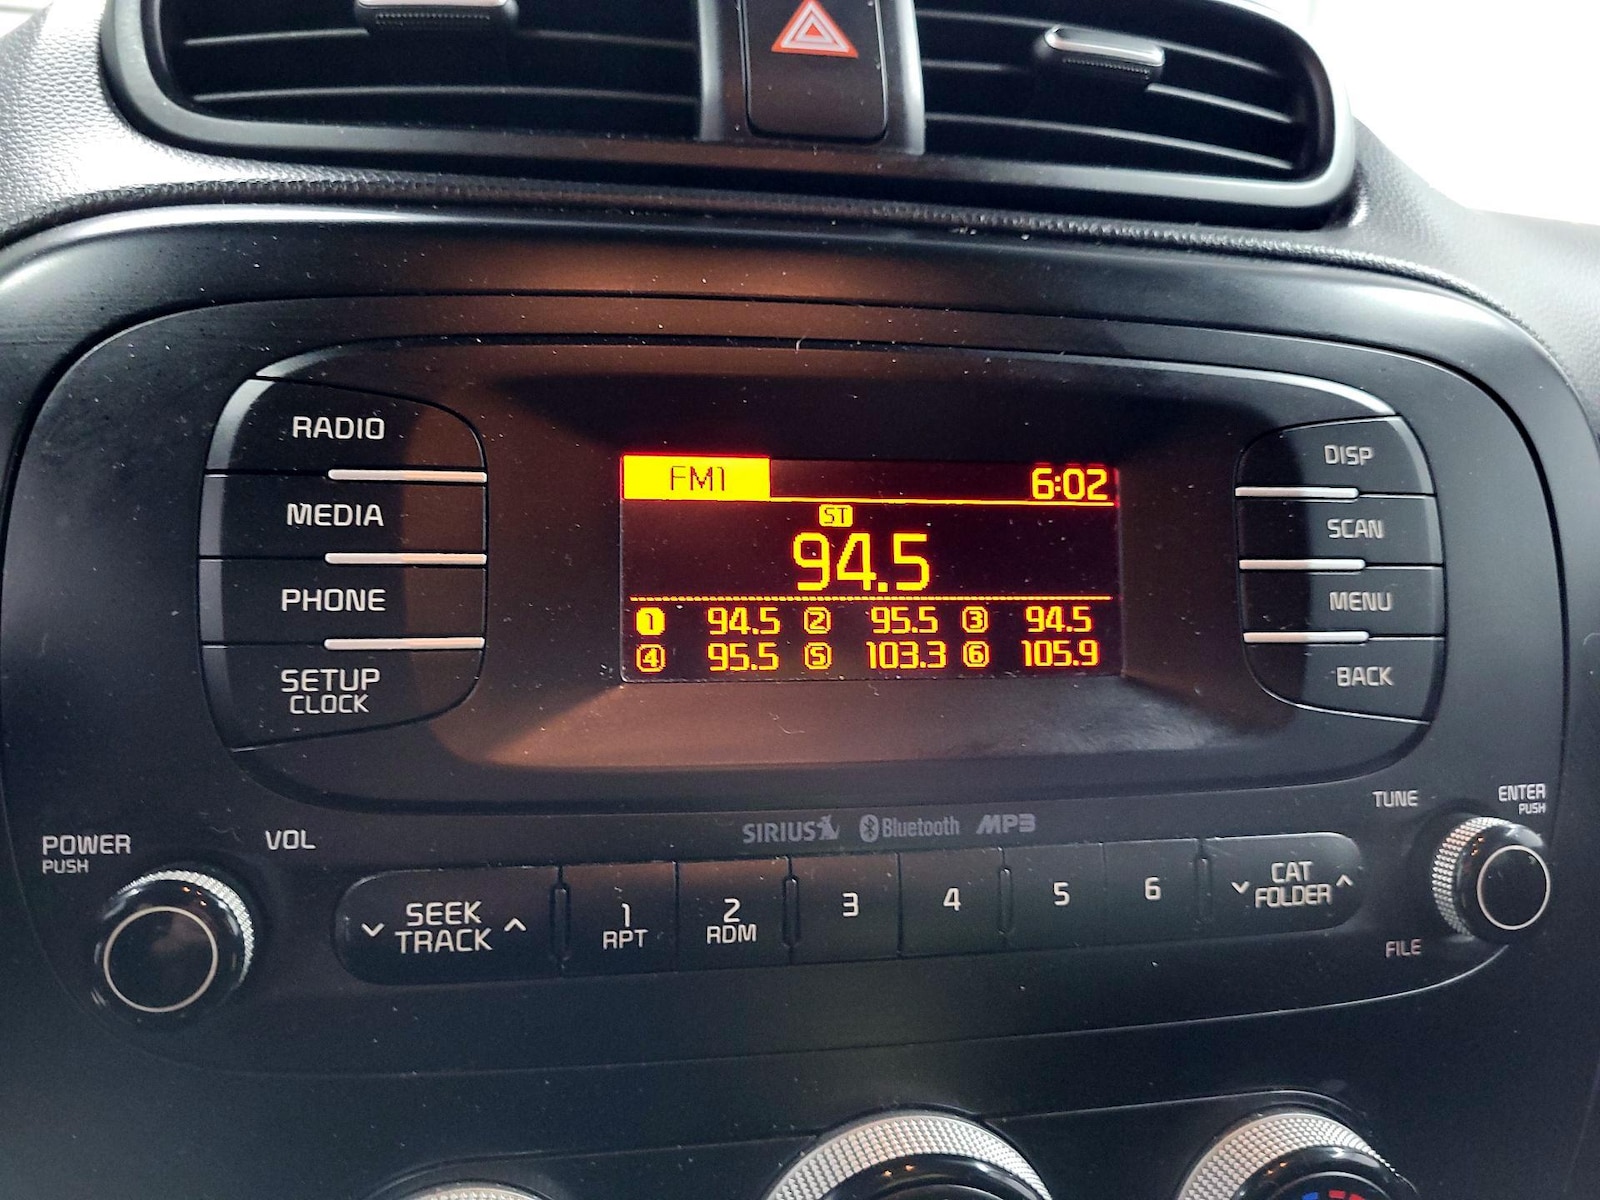 FM1 6:02
ST
94.5
1 94.5 2 95.5 3 94.5
4 95.5 5 103.3 6 105.9
RADIO
MEDIA
PHONE
SETUP
CLOCK
DISP
SCAN
MENU
BACK
POWER
PUSH
VOL
SIRIUS Bluetooth MP3
TUNE
ENTER
PUSH
SEEK
TRACK
1
RPT
2
RDM
3
4
5
6
CAT
FOLDER
FILE